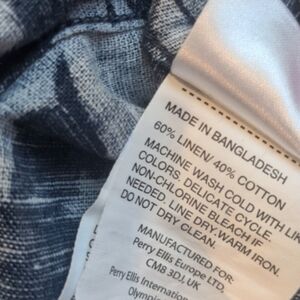 MADE IN BANGLADESH
60% LINEN/ 40% COTTON
MACHINE WASH COLD WITH LIK
COLORS, DELICATE CYCLE.
NON-CHLORINE BLEACH IF
NEEDED. LINE DRY. WARM IRON.
DO NOT DRY CLEAN.
MANUFACTURED FOR:
Perry Ellis Europe LTD.
CM8 3DJ, UK
Perry Ellis Internation
Olympic